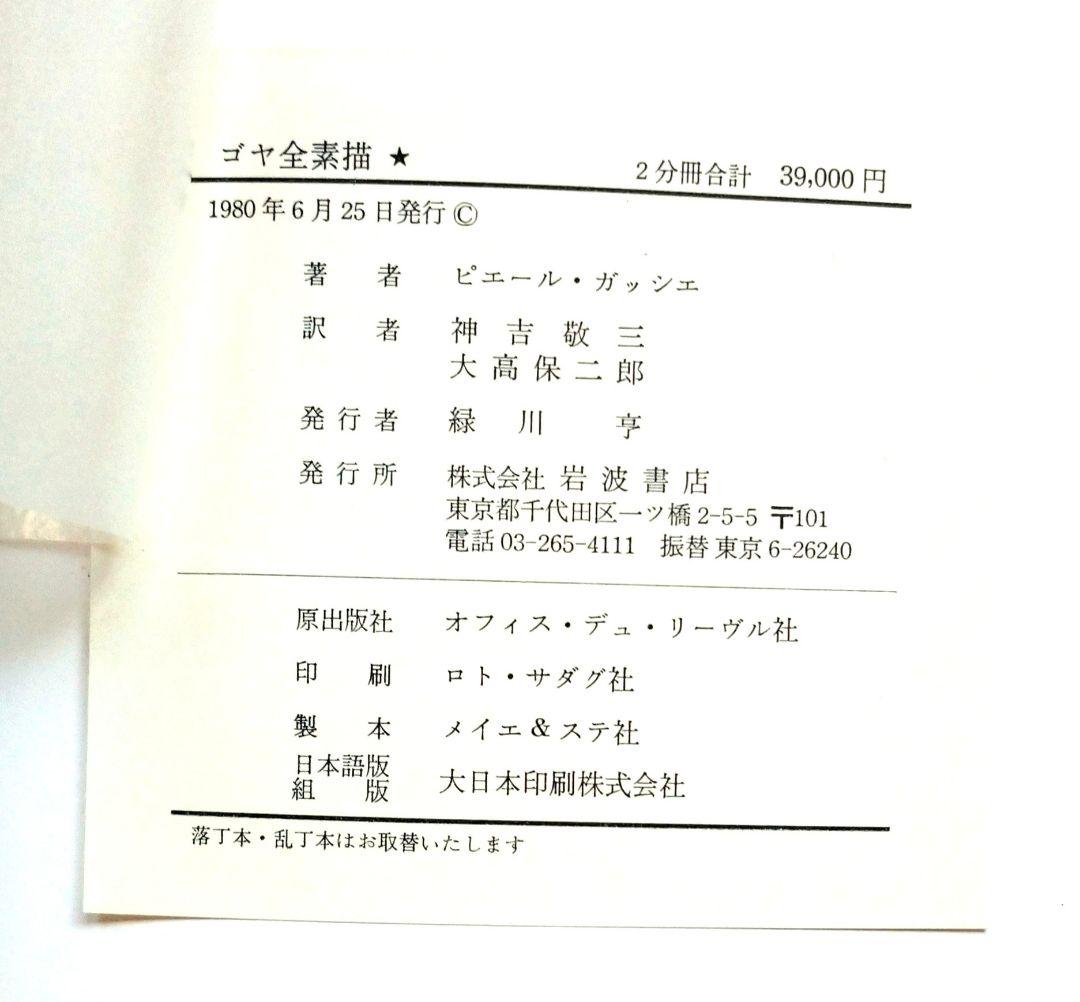 ゴヤ全素描 ★
2分冊合計 39,000円
1980年6月25日発行 ©
著者 ピエール・ガッシエ
訳者 神吉敬三
大高保二郎
発行者 緑川亨
発行所 株式会社 岩波書店
東京都千代田区一ツ橋2-5-5 〒101
電話03-265-4111 振替東京6-26240
原出版社 オフィス・デュ・リーヴル社
印刷 ロト・サダグ社
製本 メイエ&ステ社
日本語版
組版 大日本印刷株式会社
落丁本・乱丁本はお取替いたします